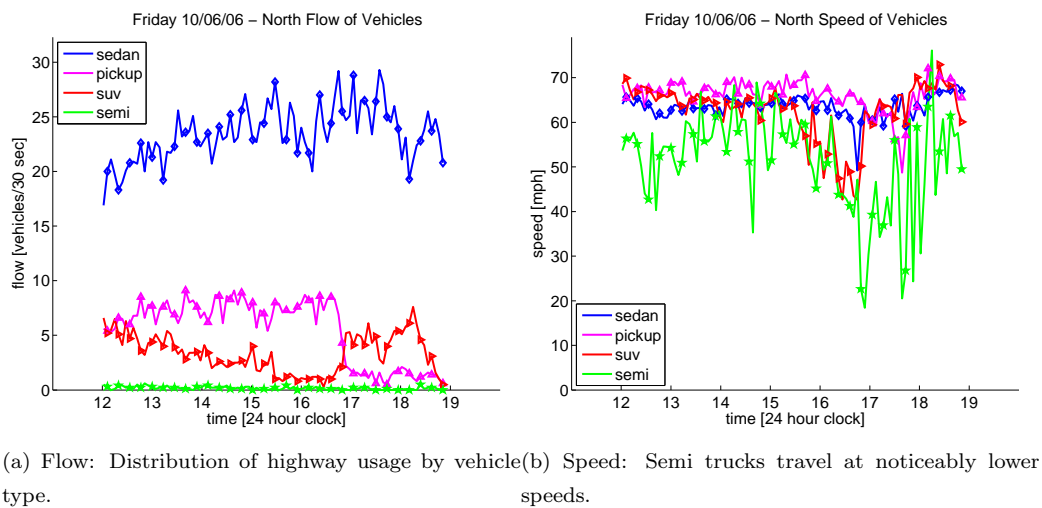 Friday 10/06/06 – North Flow of Vehicles
flow [vehicles/30 sec]
30
25
20
15
10
5
0
sedan
pickup
suv
semi
12 13 14 15 16 17 18 19
time [24 hour clock]
Friday 10/06/06 – North Speed of Vehicles
speed [mph]
70
60
50
40
30
20
10
0
sedan
pickup
suv
semi
12 13 14 15 16 17 18 19
time [24 hour clock]
(a) Flow: Distribution of highway usage by vehicle
type.
(b) Speed: Semi trucks travel at noticeably lower
speeds.